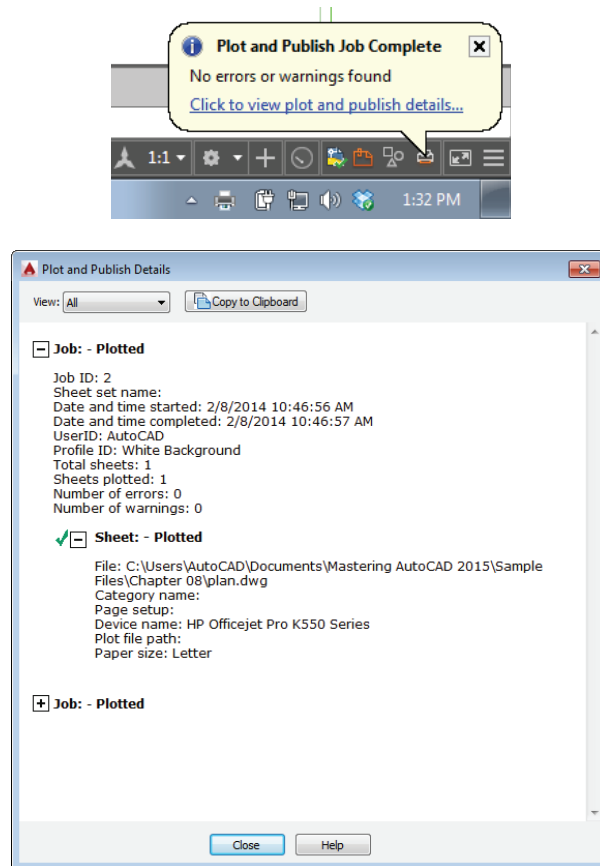 Plot and Publish Job Complete
No errors or warnings found
Click to view plot and publish details...
1:1
1:32 PM
Plot and Publish Details
View: All
Copy to Clipboard
Job: - Plotted
Job ID: 2
Sheet set name:
Date and time started: 2/8/2014 10:46:56 AM
Date and time completed: 2/8/2014 10:46:57 AM
UserID: AutoCAD
Profile ID: White Background
Total sheets: 1
Sheets plotted: 1
Number of errors: 0
Number of warnings: 0
Sheet: - Plotted
File: C:\Users\AutoCAD\Documents\Mastering AutoCAD 2015\Sample
Files\Chapter 08\plan.dwg
Category name:
Page setup:
Device name: HP Officejet Pro K550 Series
Plot file path:
Paper size: Letter
Job: - Plotted
Close
Help